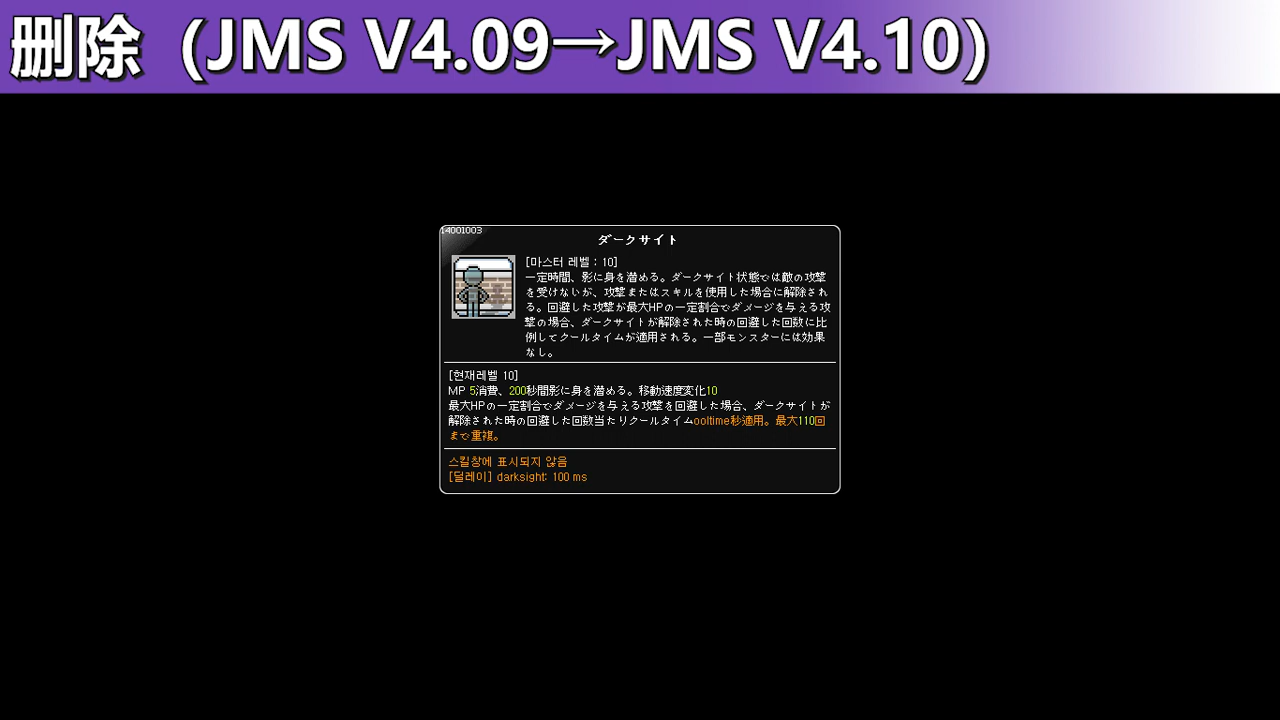 删除（JMS V4.09→JMS V4.10）
14001003
ダークサイト
[마스터 레벨 : 10]
一定時間、影に身を潜める。ダークサイト状態では敵の攻撃
を受けないが、攻撃またはスキルを使用した場合に解除され
る。回避した攻撃が最大HPの一定割合でダメージを与える攻
撃の場合、ダークサイトが解除された時の回避した回数に比
例してクールタイムが適用される。一部モンスターには効果
なし。
[현재레벨 10]
MP 5消費、200秒間影に身を潜める。移動速度変化10
最大HPの一定割合でダメージを与える攻撃を回避した場合、ダークサイトが
解除された時の回避した回数当たりクールタイムooltime秒適用。最大110回
まで重複。
스킬창에 표시되지 않음
[딜레이] darksight: 100 ms